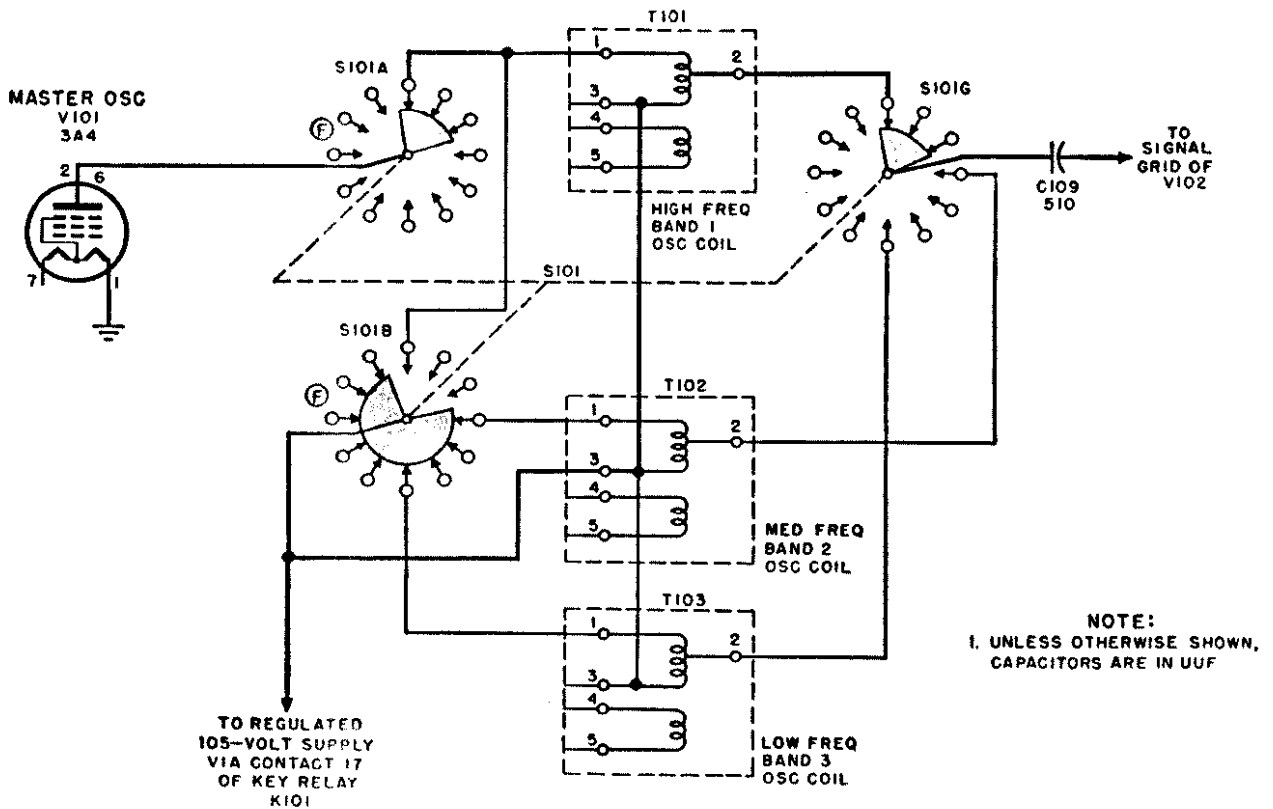 T101
S101A
1
2
S101G
MASTER OSC
V101
3A4
F
3
4
5
2 6
TO
SIGNAL
GRID OF
V102
C109
510
7 1
HIGH FREQ
BAND 1
OSC COIL
S101
S101B
F
T102
1
2
3
4
5
MED FREQ
BAND 2
OSC COIL
T103
1
2
3
4
5
LOW FREQ
BAND 3
OSC COIL
NOTE:
1. UNLESS OTHERWISE SHOWN,
CAPACITORS ARE IN UUF
TO REGULATED
105-VOLT SUPPLY
VIA CONTACT 17
OF KEY RELAY
K101